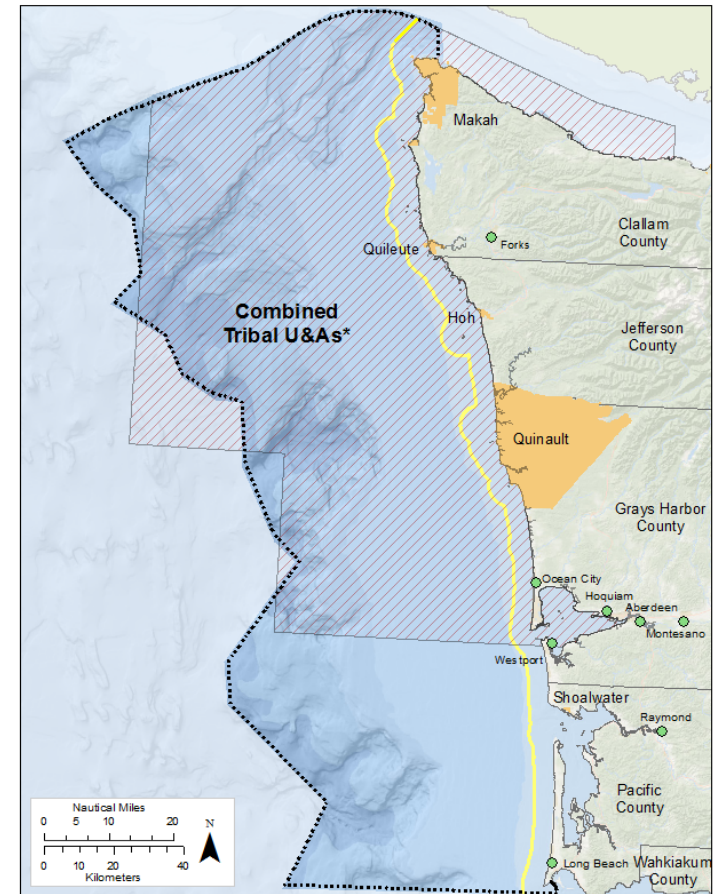 Makah
Clallam
County
Forks
Quileute
Combined
Tribal U&As*
Hoh
Jefferson
County
Quinault
Grays Harbor
County
Ocean City
Hoquiam
Aberdeen
Montesano
Westport
Shoalwater
Raymond
Pacific
County
Nautical Miles
0 5 10 20
0 10 20 40
Kilometers
N
Long Beach
Wahkiakum
County